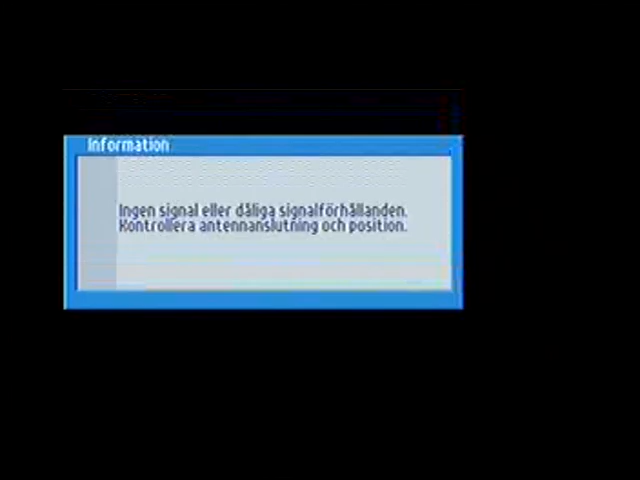 Information
Ingen signal eller dåliga signalförhållanden.
Kontrollera antennanslutning och position.